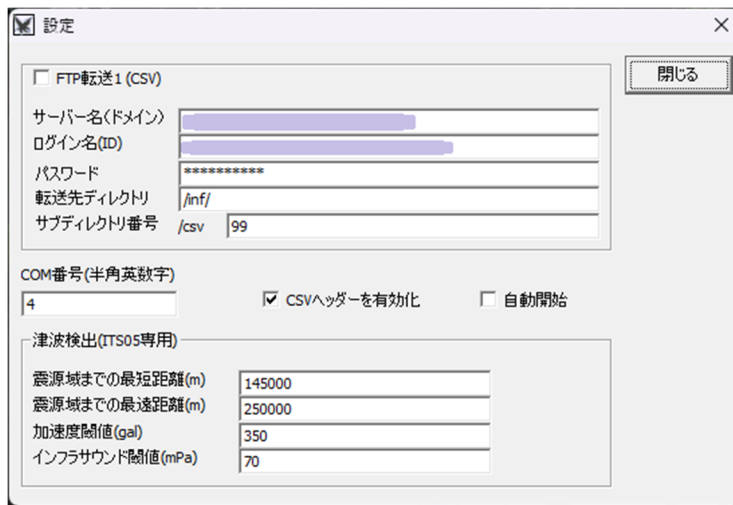 設定
閉じる
FTP転送1 (CSV)
サーバー名(ドメイン)
ログイン名(ID)
パスワード **********
転送先ディレクトリ /inf/
サブディレクトリ番号 /csv 99
COM番号(半角英数字)
4
CSVヘッダーを有効化
自動開始
津波検出(ITS05専用)
震源域までの最短距離(m) 145000
震源域までの最遠距離(m) 250000
加速度閾値(gal) 350
インフラサウンド閾値(mPa) 70